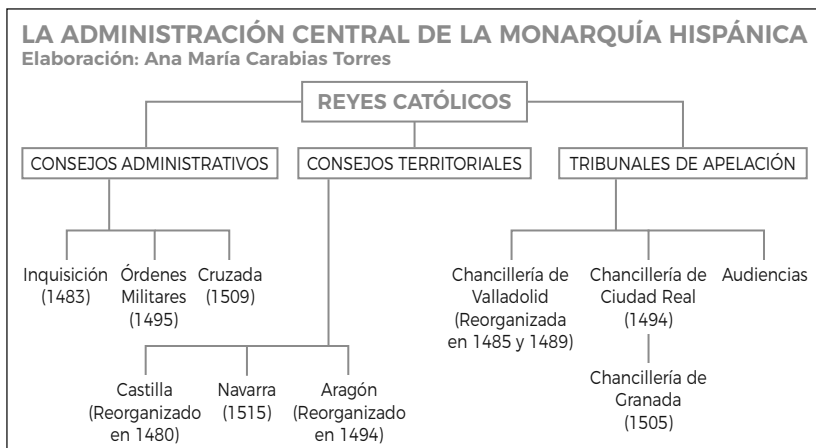 LA ADMINISTRACIÓN CENTRAL DE LA MONARQUÍA HISPÁNICA
Elaboración: Ana María Carabias Torres
REYES CATÓLICOS
CONSEJOS ADMINISTRATIVOS
CONSEJOS TERRITORIALES
TRIBUNALES DE APELACIÓN
Inquisición
(1483)
Órdenes
Militares
(1495)
Cruzada
(1509)
Chancillería de
Valladolid
(Reorganizada
en 1485 y 1489)
Chancillería de
Ciudad Real
(1494)
Audiencias
Castilla
(Reorganizado
en 1480)
Navarra
(1515)
Aragón
(Reorganizado
en 1494)
Chancillería de
Granada
(1505)